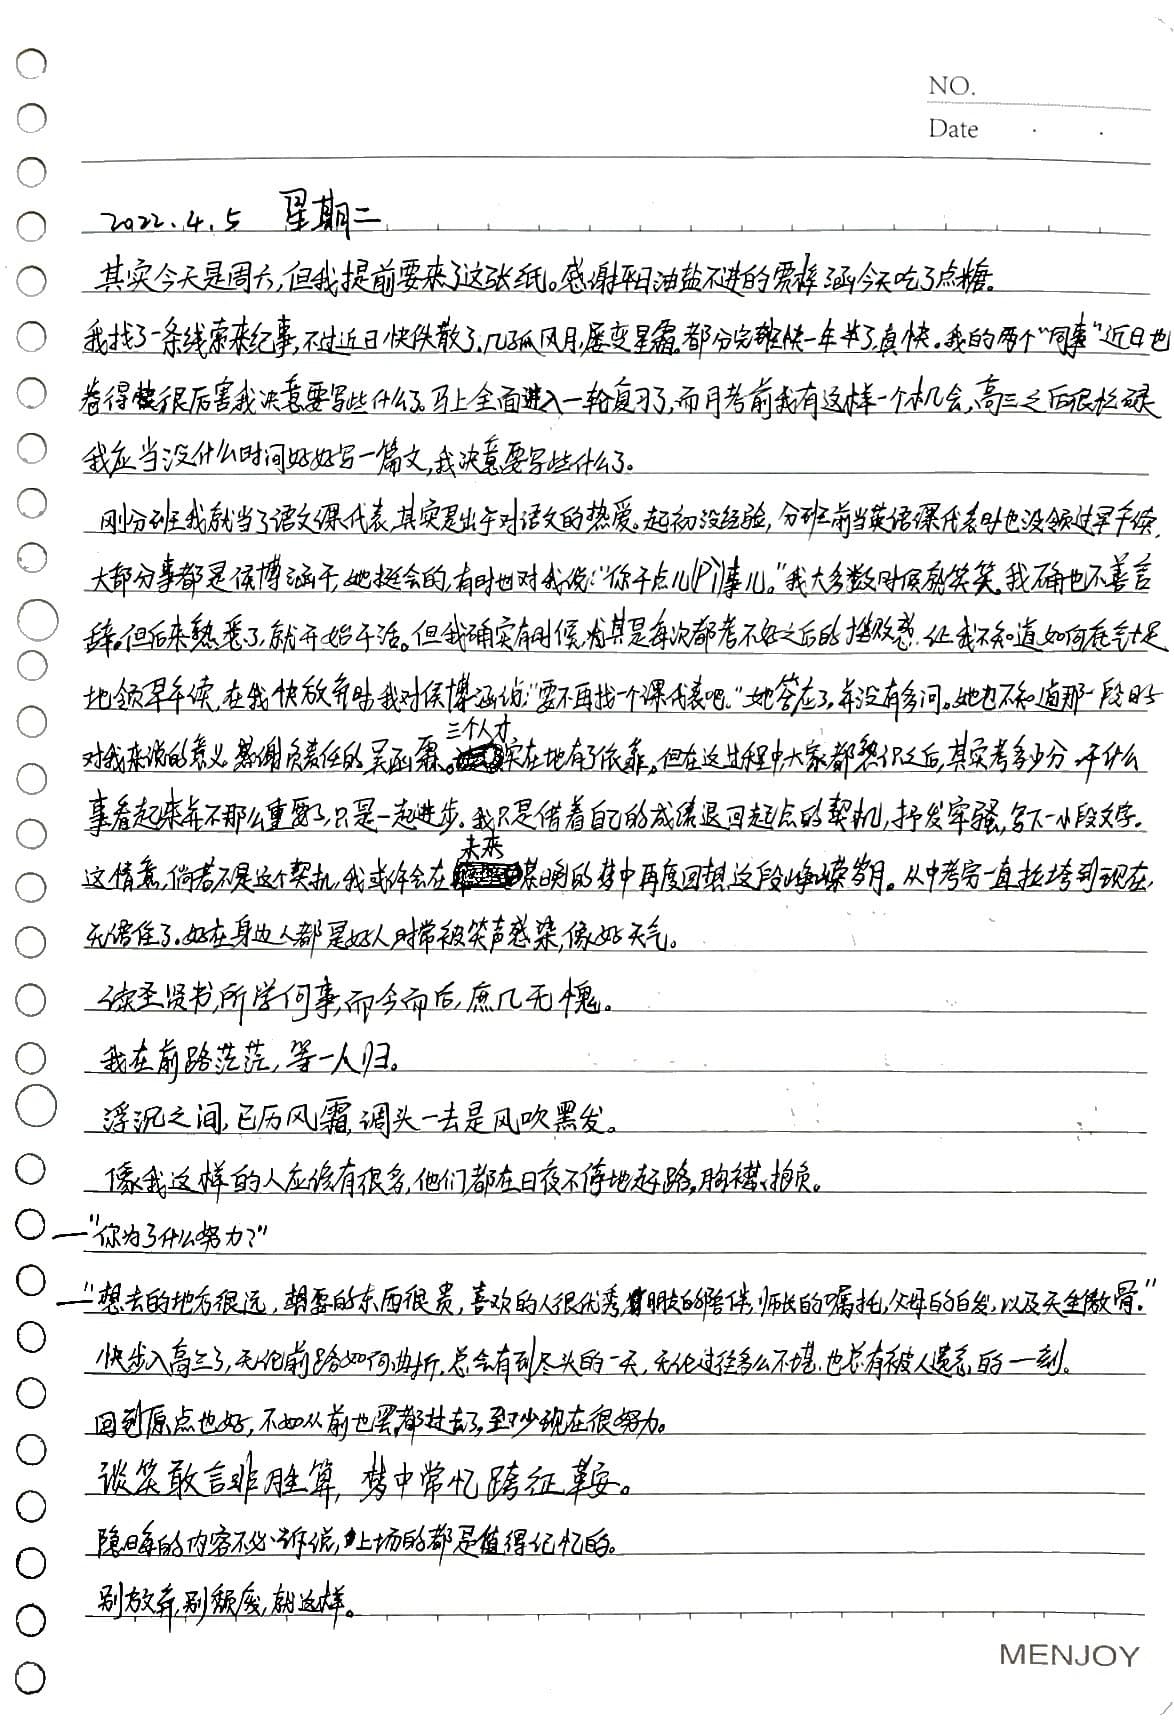 NO.
Date
2022.4.5 星期二
其实今天是周六,但我提前要来了这张纸。感谢平日油盐不进的涵今天吃了点糖。
我找了一条线索来纪事,不过近日快佚散了,几孤风月,屡变星霜。都分完班快一年半了,真快。我的两个“同事”近日也
卷得很厉害我决意要写些什么了。马上全面进入一轮复习了,而月考前我有这样一个机会,高三之后很忙碌
我应当没什么时间好好写一篇文,我决意要写些什么了。
刚分班我就当了语文课代表,其实是出于对语文的热爱。起初没经验,分班前当英语课代表时也没领过早读,
大部分事都是侯博涵干,她挺会的,有时也对我说:“你干点儿(Pì)事儿。”我大多数时候就笑笑。我确也不善言
辞。但后来熟悉了,就开始干活。但我确实有时候,尤其是每次都考不好之后的挫败感,让我不知道如何底气十足
地领早读,在我快放弃时,我对侯博涵说:“要不再找一个课代表吧。”她答应了,并没有多问。她也不知道那一段日子
对我来说的意义,感谢负责任的吴函霖。三个人才实在地有了依靠。但在这过程中,大家都熟识之后,其实考多少分,干什么
事看起来并不那么重要了,只是一起进步。我只是借着自己的成绩退回起点的契机,抒发牢骚,写下一小段文字。
这情意,倘若不是这个契机,我或许会在未来某晚的梦中再度回想这段峥嵘岁月。从中考完一直拉垮到现在,
无语住了。好在身边人都是好人,时常被笑声感染,像好天气。
读圣贤书,所学何事,而今而后,庶几无愧。
我在前路茫茫,等一人归。
浮沉之间,已历风霜,调头一去是风吹黑发。
像我这样的人应该有很多,他们都在日夜不停地赶路,胸襟、抱负。
—“你为了什么努力?”
—“想去的地方很远,想要的东西很贵,喜欢的人很优秀,朋友的陪伴,师长的嘱托,父母的白发,以及天生傲骨。”
快步入高三了,无论前路如何曲折,总会有到尽头的一天,无论过往多么不堪,也总有被人遗忘的一刻。
回到原点也好,不如从前也罢,都过去了,至少现在很努力。
谈笑敢言非胜算,梦中常忆跨征鞍。
隐晦的内容不必诉说,上场的都是值得记忆的。
别放弃,别颓废,就这样。
MENJOY